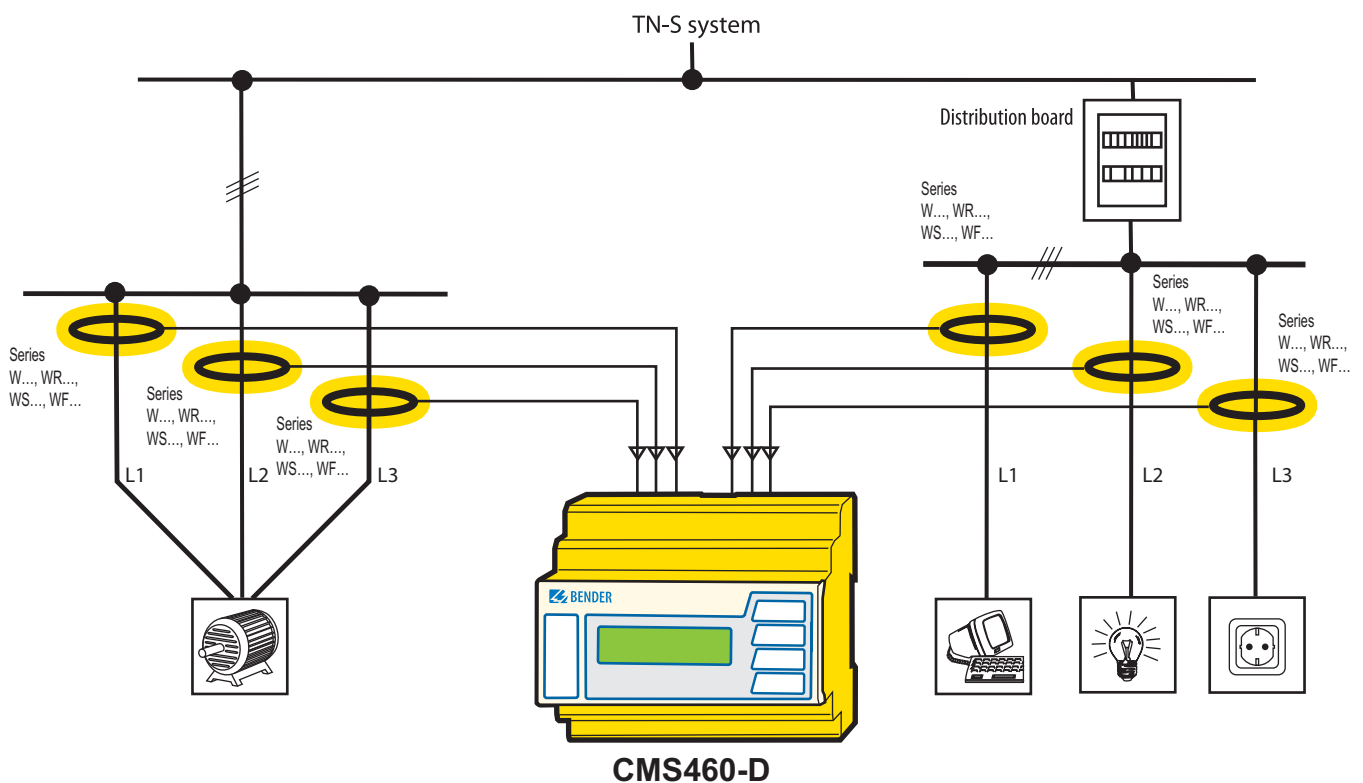 TN-S system
Distribution board
Series
W..., WR...,
WS..., WF...
Series
W..., WR...,
WS..., WF...
Series
W..., WR...,
WS..., WF...
Series
W..., WR...,
WS..., WF...
Series
W..., WR...,
WS..., WF...
Series
W..., WR...,
WS..., WF...
L1
L2
L3
L1
L2
L3
BENDER
CMS460-D